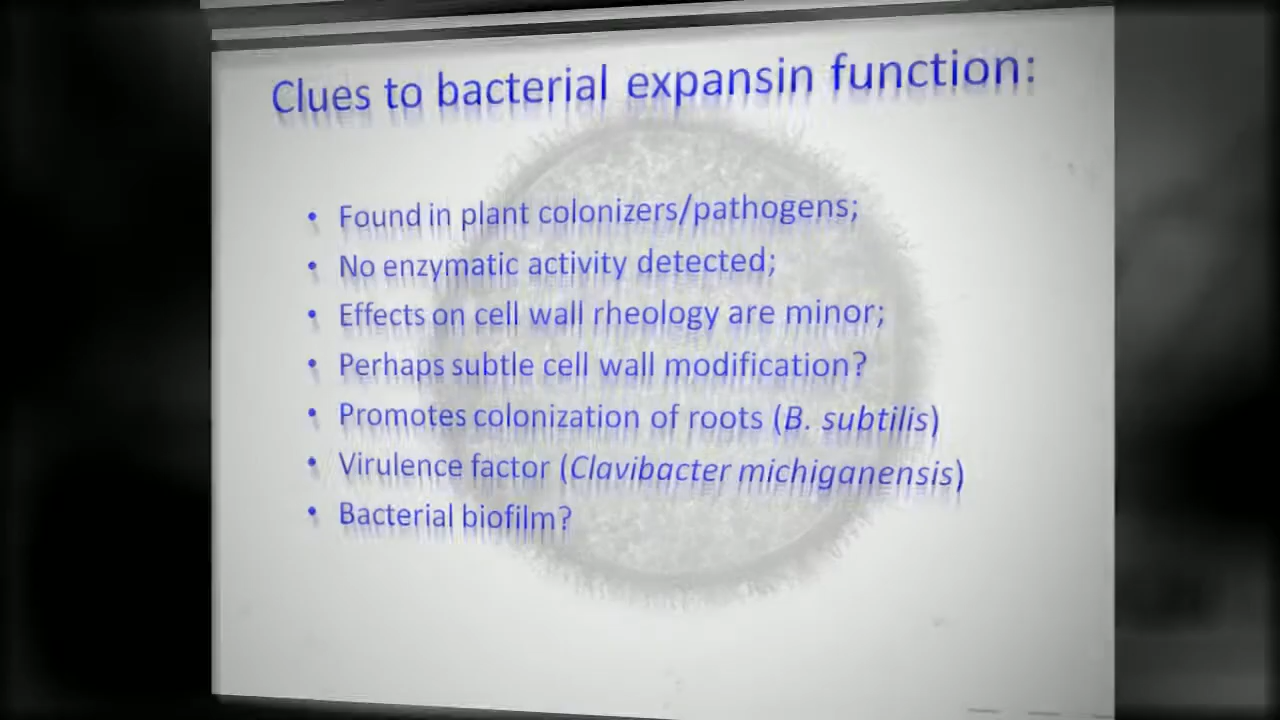 Clues to bacterial expansin function:
• Found in plant colonizers/pathogens;
• No enzymatic activity detected;
• Effects on cell wall rheology are minor;
• Perhaps subtle cell wall modification?
• Promotes colonization of roots (B. subtilis)
• Virulence factor (Clavibacter michiganensis)
• Bacterial biofilm?